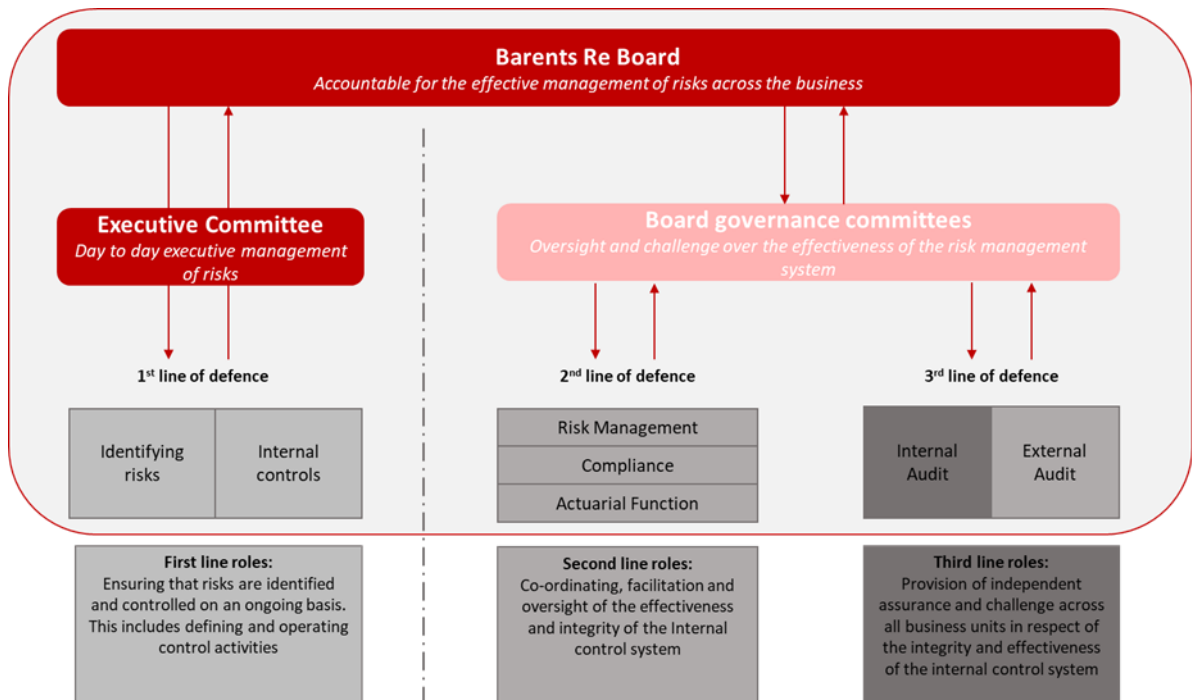 Barents Re Board
Accountable for the effective management of risks across the business
Executive Committee
Day to day executive management
of risks
Board governance committees
Oversight and challenge over the effectiveness of the risk management
system
1st line of defence
2nd line of defence
3rd line of defence
Identifying
risks
Internal
controls
Risk Management
Compliance
Actuarial Function
Internal
Audit
External
Audit
First line roles:
Ensuring that risks are identified
and controlled on an ongoing basis.
This includes defining and operating
control activities
Second line roles:
Co-ordinating, facilitation and
oversight of the effectiveness
and integrity of the Internal
control system
Third line roles:
Provision of independent
assurance and challenge across
all business units in respect of
the integrity and effectiveness
of the internal control system